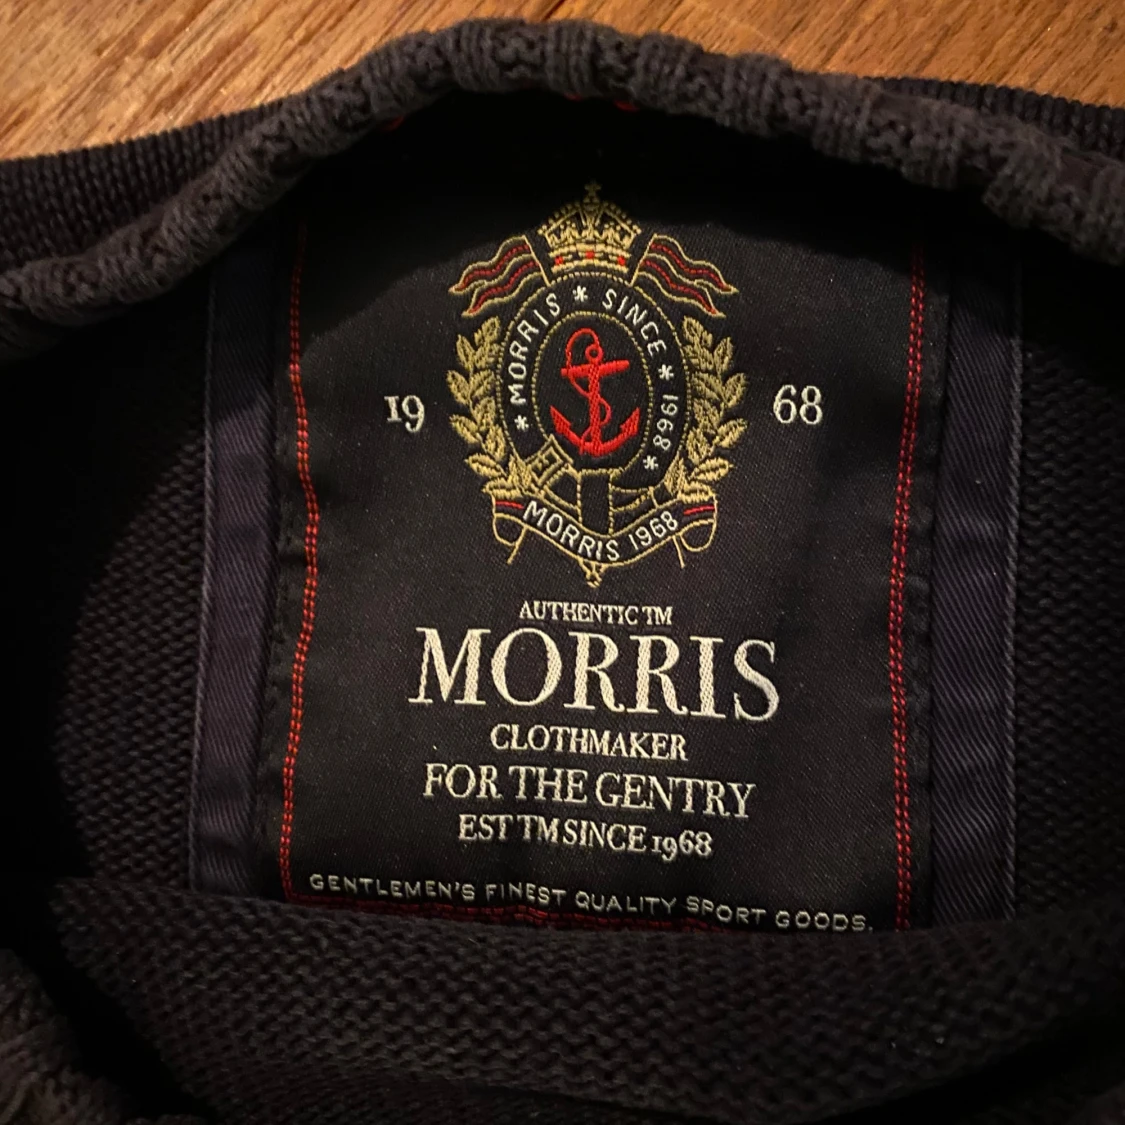 * MORRIS * SINCE * 1968 *
19 68
MORRIS 1968
AUTHENTIC TM
MORRIS
CLOTHMAKER
FOR THE GENTRY
EST TM SINCE 1968
GENTLEMEN'S FINEST QUALITY SPORT GOODS.